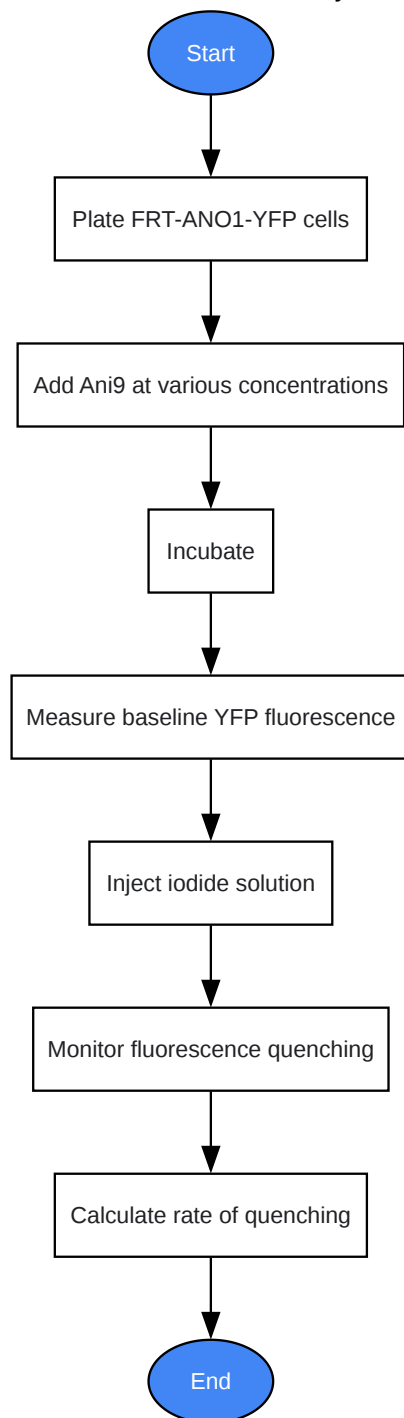 Start
Plate FRT-ANO1-YFP cells
Add Ani9 at various concentrations
Incubate
Measure baseline YFP fluorescence
Inject iodide solution
Monitor fluorescence quenching
Calculate rate of quenching
End